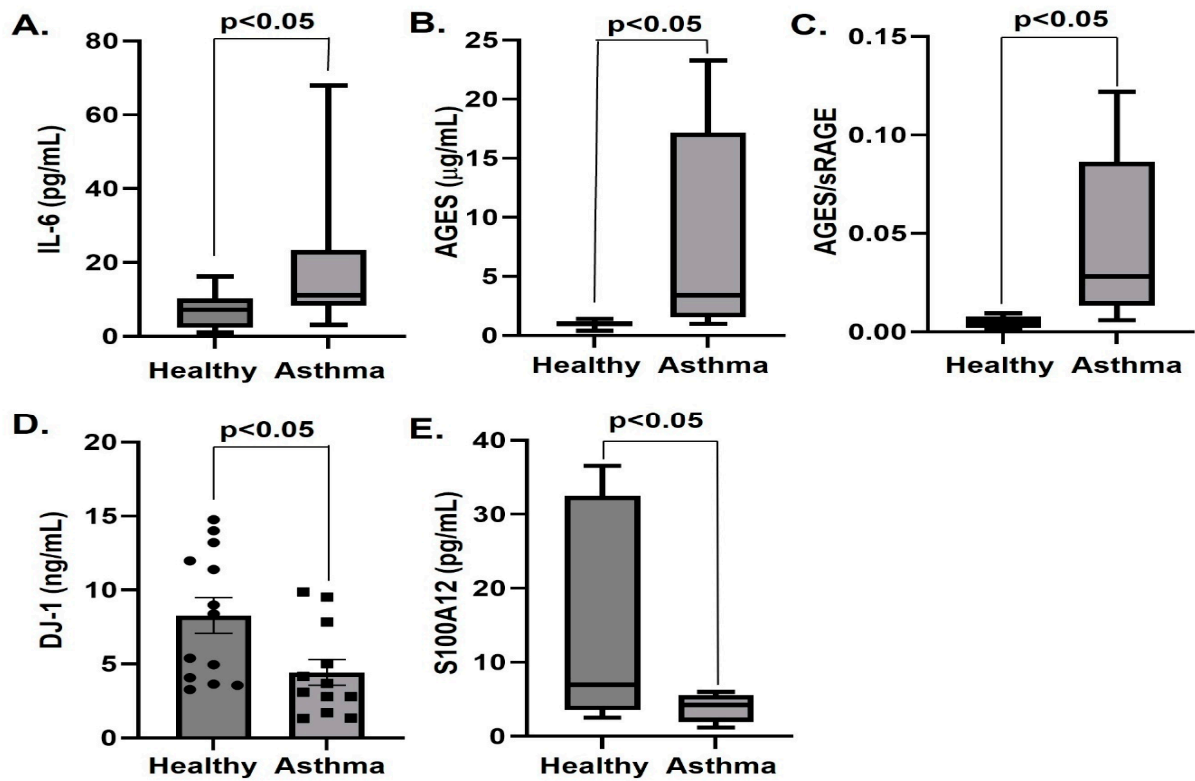 A.
p<0.05
80
60
40
20
0
IL-6 (pg/mL)
Healthy Asthma
B.
p<0.05
25
20
15
10
5
0
AGES (µg/mL)
Healthy Asthma
C.
p<0.05
0.15
0.10
0.05
0.00
AGES/sRAGE
Healthy Asthma
D.
p<0.05
20
15
10
5
0
DJ-1 (ng/mL)
Healthy Asthma
E.
p<0.05
40
30
20
10
0
S100A12 (pg/mL)
Healthy Asthma